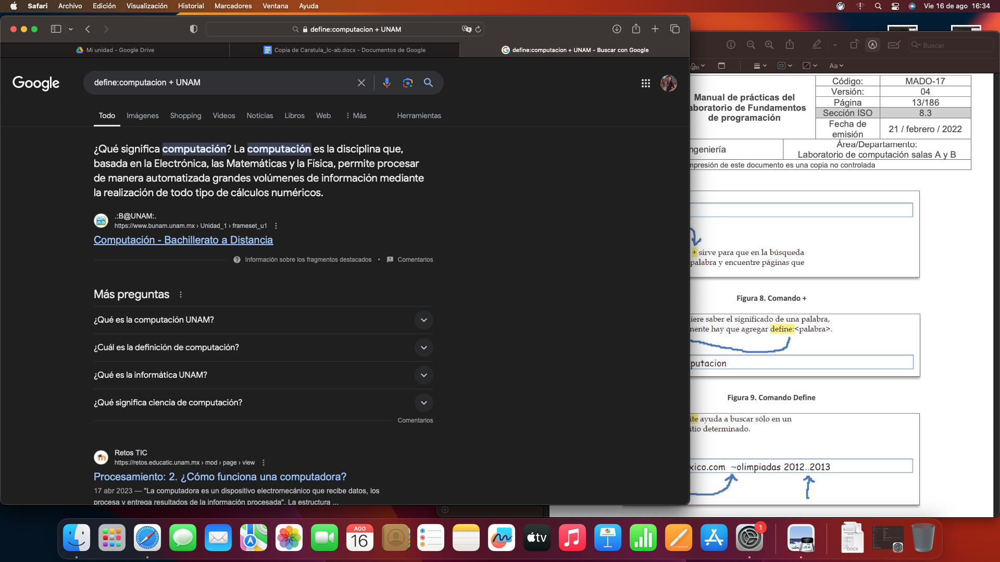 Safari Archivo Edición Visualización Historial Marcadores Ventana Ayuda Vie 16 de ago 16:34
define:computacion + UNAM
Mi unidad - Google Drive
Copia de Caratula_lc-ab.docx - Documentos de Google
define:computacion + UNAM - Buscar con Google
Google
define:computacion + UNAM
Todo Imágenes Shopping Videos Noticias Libros Web Más Herramientas
¿Qué significa computación? La computación es la disciplina que,
basada en la Electrónica, las Matemáticas y la Física, permite procesar
de manera automatizada grandes volúmenes de información mediante
la realización de todo tipo de cálculos numéricos.
.:B@UNAM:.
https://www.bunam.unam.mx › Unidad_1 › frameset_u1
Computación - Bachillerato a Distancia
Información sobre los fragmentos destacados • Comentarios
Más preguntas
¿Qué es la computación UNAM?
¿Cuál es la definición de computación?
¿Qué es la informática UNAM?
¿Qué significa ciencia de computación?
Comentarios
Retos TIC
https://retos.educatic.unam.mx › mod › page › view
Procesamiento: 2. ¿Cómo funciona una computadora?
17 abr 2023 — "La computadora es un dispositivo electromecánico que recibe datos, los
procesa y entrega resultados de la información procesada". La estructura ...
Buscar
Aa
Manual de prácticas del
aboratorio de Fundamentos
de programación
Código: MADO-17
Versión: 04
Página 13/186
Sección ISO 8.3
Fecha de
emisión
21 / febrero / 2022
ngeniería
Área/Departamento:
Laboratorio de computación salas A y B
mpresión de este documento es una copia no controlada
+ sirve para que en la búsqueda
palabra y encuentre páginas que
Figura 8. Comando +
iere saber el significado de una palabra,
mente hay que agregar define:<palabra>.
putacion
Figura 9. Comando Define
ite ayuda a buscar sólo en un
itio determinado.
xico.com ~olimpiadas 2012..2013
AGO
16
tv
1
DOCX